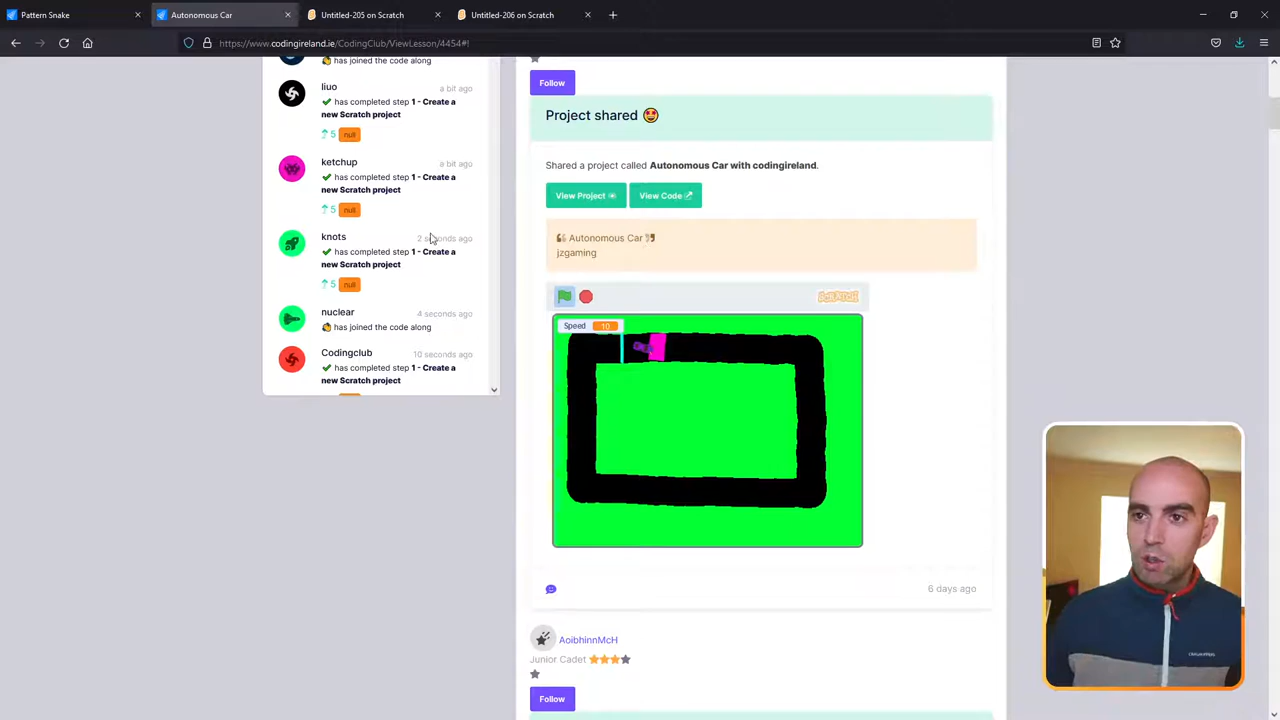 Pattern Snake
Autonomous Car
Untitled-205 on Scratch
Untitled-206 on Scratch
https://www.codingireland.ie/CodingClub/ViewLesson/4454#!
has joined the code along
liuo
a bit ago
has completed step 1 - Create a
new Scratch project
5 null
ketchup
a bit ago
has completed step 1 - Create a
new Scratch project
5 null
knots
2 seconds ago
has completed step 1 - Create a
new Scratch project
5 null
nuclear
4 seconds ago
has joined the code along
Codingclub
10 seconds ago
has completed step 1 - Create a
new Scratch project
Follow
Project shared
Shared a project called Autonomous Car with codingireland.
View Project
View Code
Autonomous Car
jzgaming
SCRATCH
Speed 10
6 days ago
AoibhinnMcH
Junior Cadet
Follow